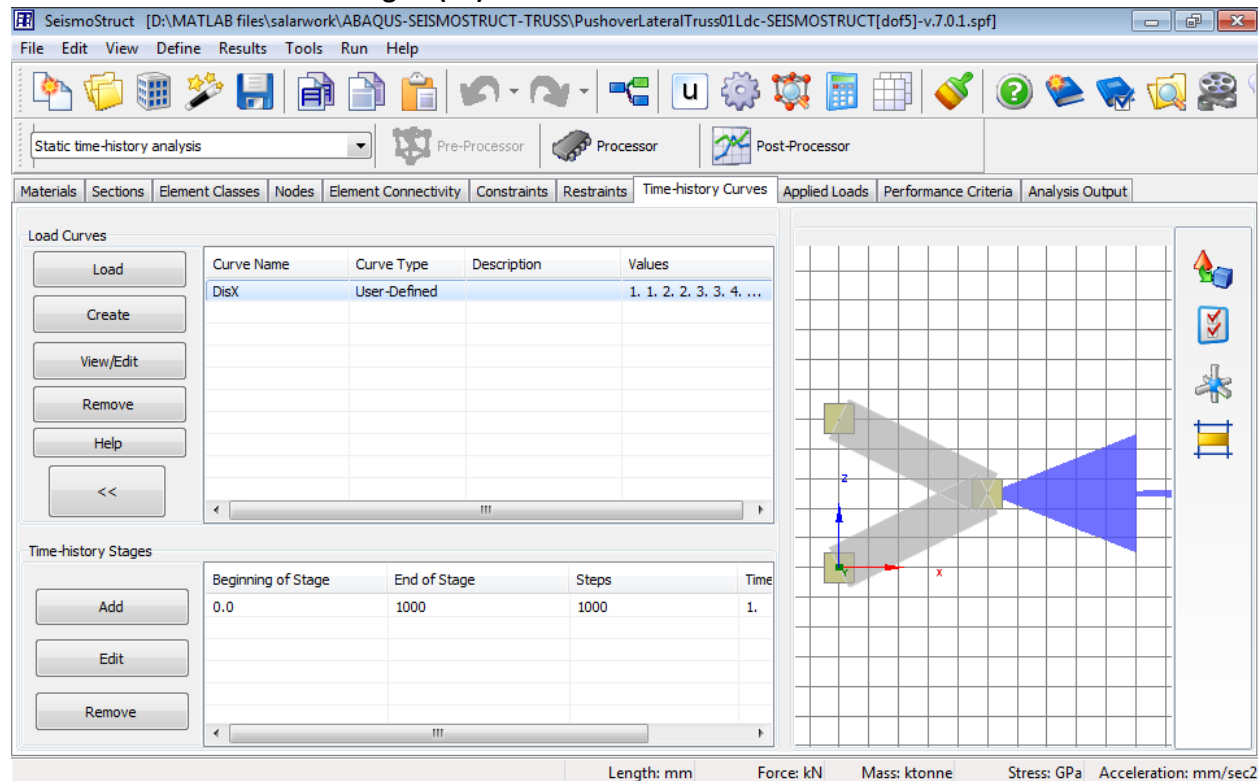 SeismoStruct [D:\MATLAB files\salarwork\ABAQUS-SEISMOSTRUCT-TRUSS\PushoverLateralTruss01Ldc-SEISMOSTRUCT[dof5]-v.7.0.1.spf]
File Edit View Define Results Tools Run Help
u
Static time-history analysis Pre-Processor Processor Post-Processor
Materials Sections Element Classes Nodes Element Connectivity Constraints Restraints Time-history Curves Applied Loads Performance Criteria Analysis Output
Load Curves
Load
Create
View/Edit
Remove
Help
<<
Curve Name Curve Type Description Values
DisX User-Defined 1. 1. 2. 2. 3. 3. 4. ...
Time-history Stages
Add
Edit
Remove
Beginning of Stage End of Stage Steps Time
0.0 1000 1000 1.
z
Y
x
Length: mm Force: kN Mass: ktonne Stress: GPa Acceleration: mm/sec2